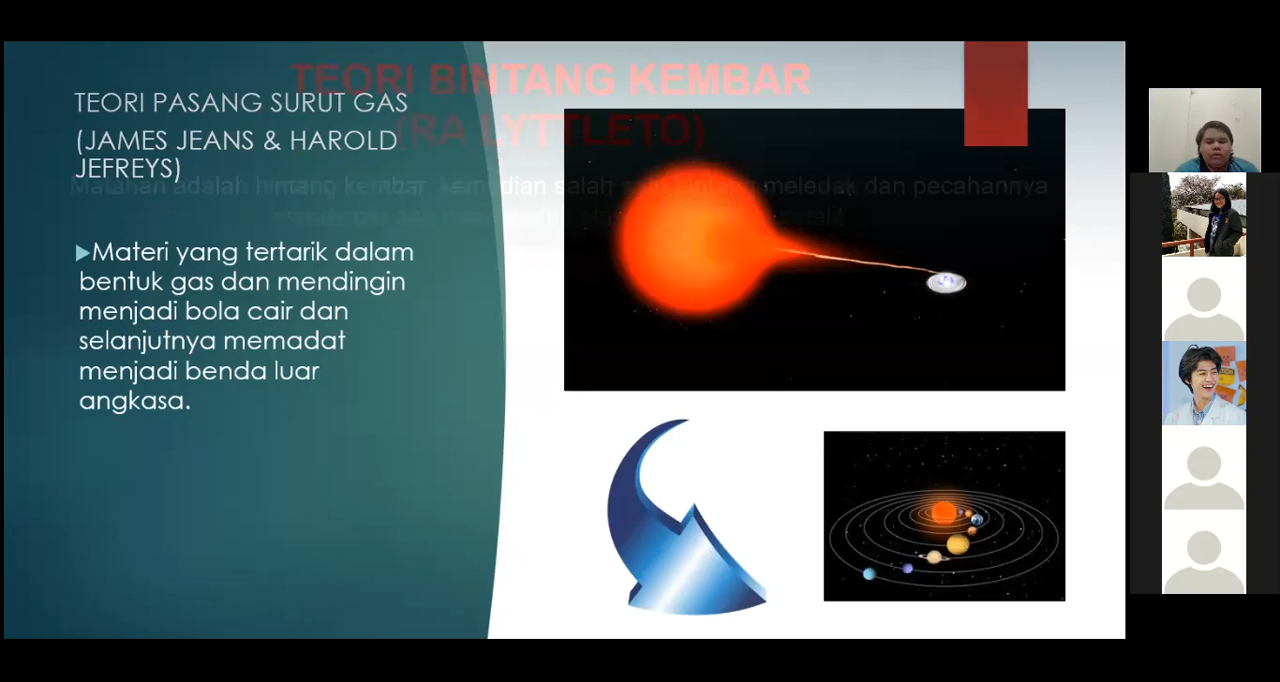 TEORI PASANG SURUT GAS
(JAMES JEANS & HAROLD
JEFREYS)
Materi yang tertarik dalam
bentuk gas dan mendingin
menjadi bola cair dan
selanjutnya memadat
menjadi benda luar
angkasa.
TEORI BINTANG KEMBAR
(RA LYTTLETO)
adalah bintang kembar, kemudian salah satu bintang meledak dan pecahannya